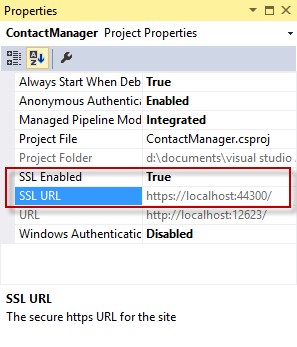 Properties
ContactManager Project Properties
Always Start When Deb True
Anonymous Authentica Enabled
Managed Pipeline Mod Integrated
Project File ContactManager.csproj
Project Folder d:\documents\visual studio
SSL Enabled True
SSL URL https://localhost:44300/
URL http://localhost:12623/
Windows Authenticatio Disabled
SSL URL
The secure https URL for the site